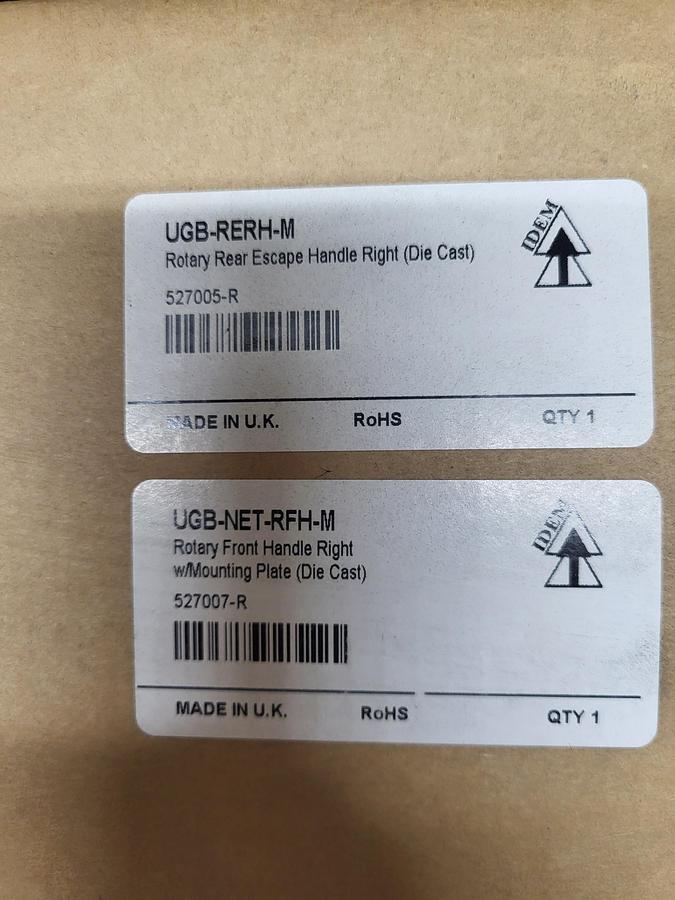 UGB-RERH-M
IDEM
Rotary Rear Escape Handle Right (Die Cast)
527005-R
MADE IN U.K. RoHS QTY 1
UGB-NET-RFH-M
IDEM
Rotary Front Handle Right
w/Mounting Plate (Die Cast)
527007-R
MADE IN U.K. RoHS QTY 1